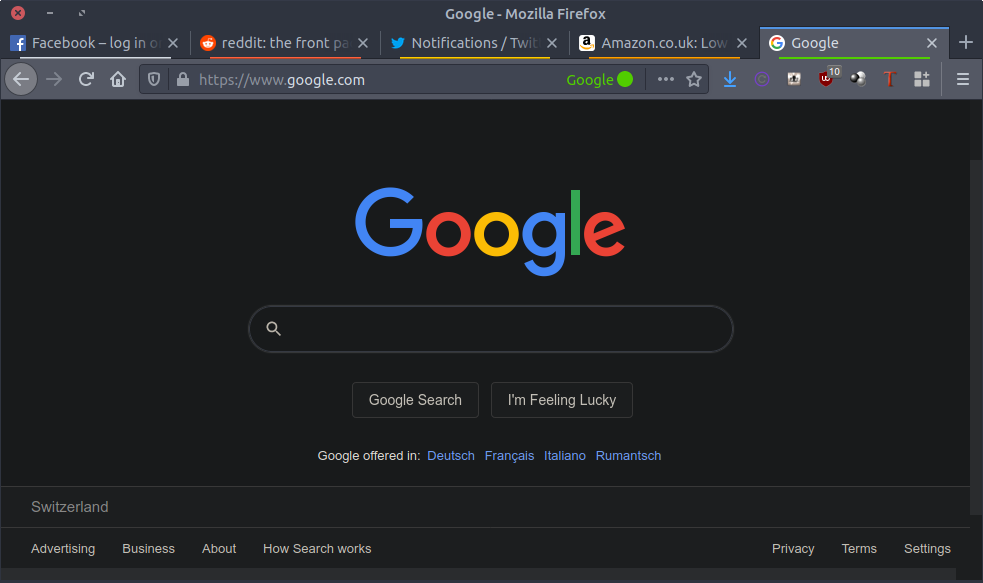 Google - Mozilla Firefox
Facebook – log in o
reddit: the front pa
Notifications / Twit
Amazon.co.uk: Low
Google
https://www.google.com
Google
10
Google
Google Search
I'm Feeling Lucky
Google offered in: Deutsch Français Italiano Rumantsch
Switzerland
Advertising Business About How Search works Privacy Terms Settings